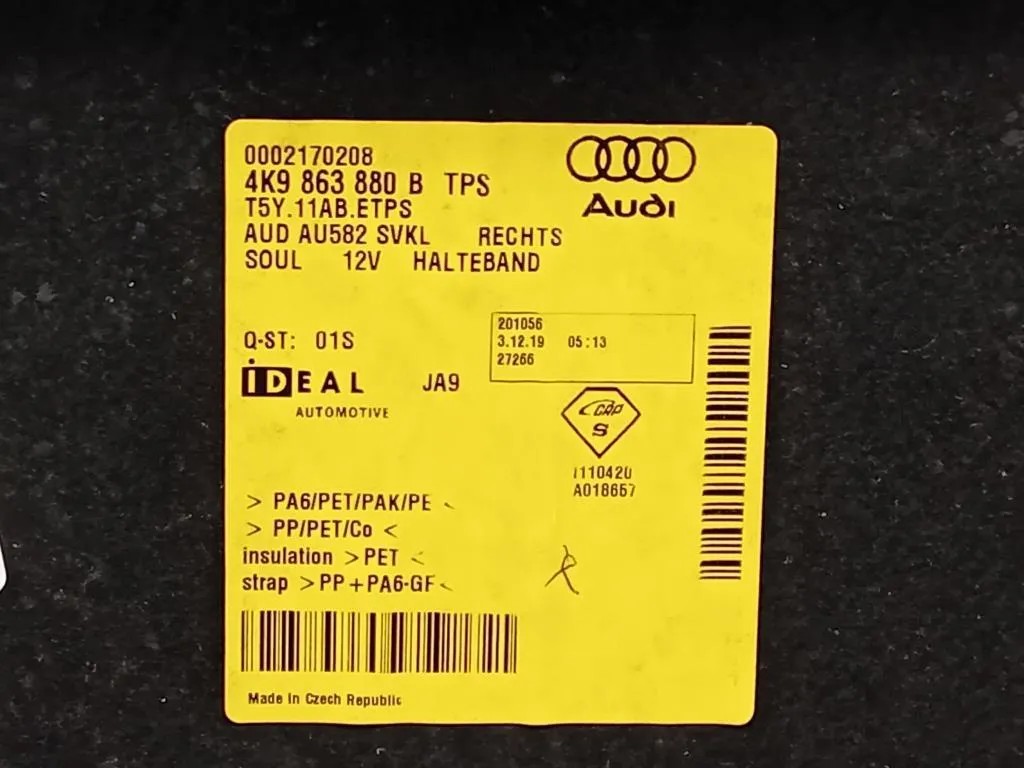 0002170208
4K9 863 880 B TPS
T5Y.11AB.ETPS
AUD AU582 SVKL RECHTS
SOUL 12V HALTEBAND
Audi
Q-ST: 01S
201056
3.12.19 05:13
27266
IDEAL JA9
AUTOMOTIVE
CAP
S
1110420
A018667
> PA6/PET/PAK/PE <
> PP/PET/Co <
insulation >PET <
strap >PP+PA6-GF<
Made in Czech Republic